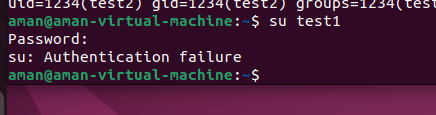 uid=1234(test2) gid=1234(test2) groups=1234(tes
aman@aman-virtual-machine:~$ su test1
Password:
su: Authentication failure
aman@aman-virtual-machine:~$